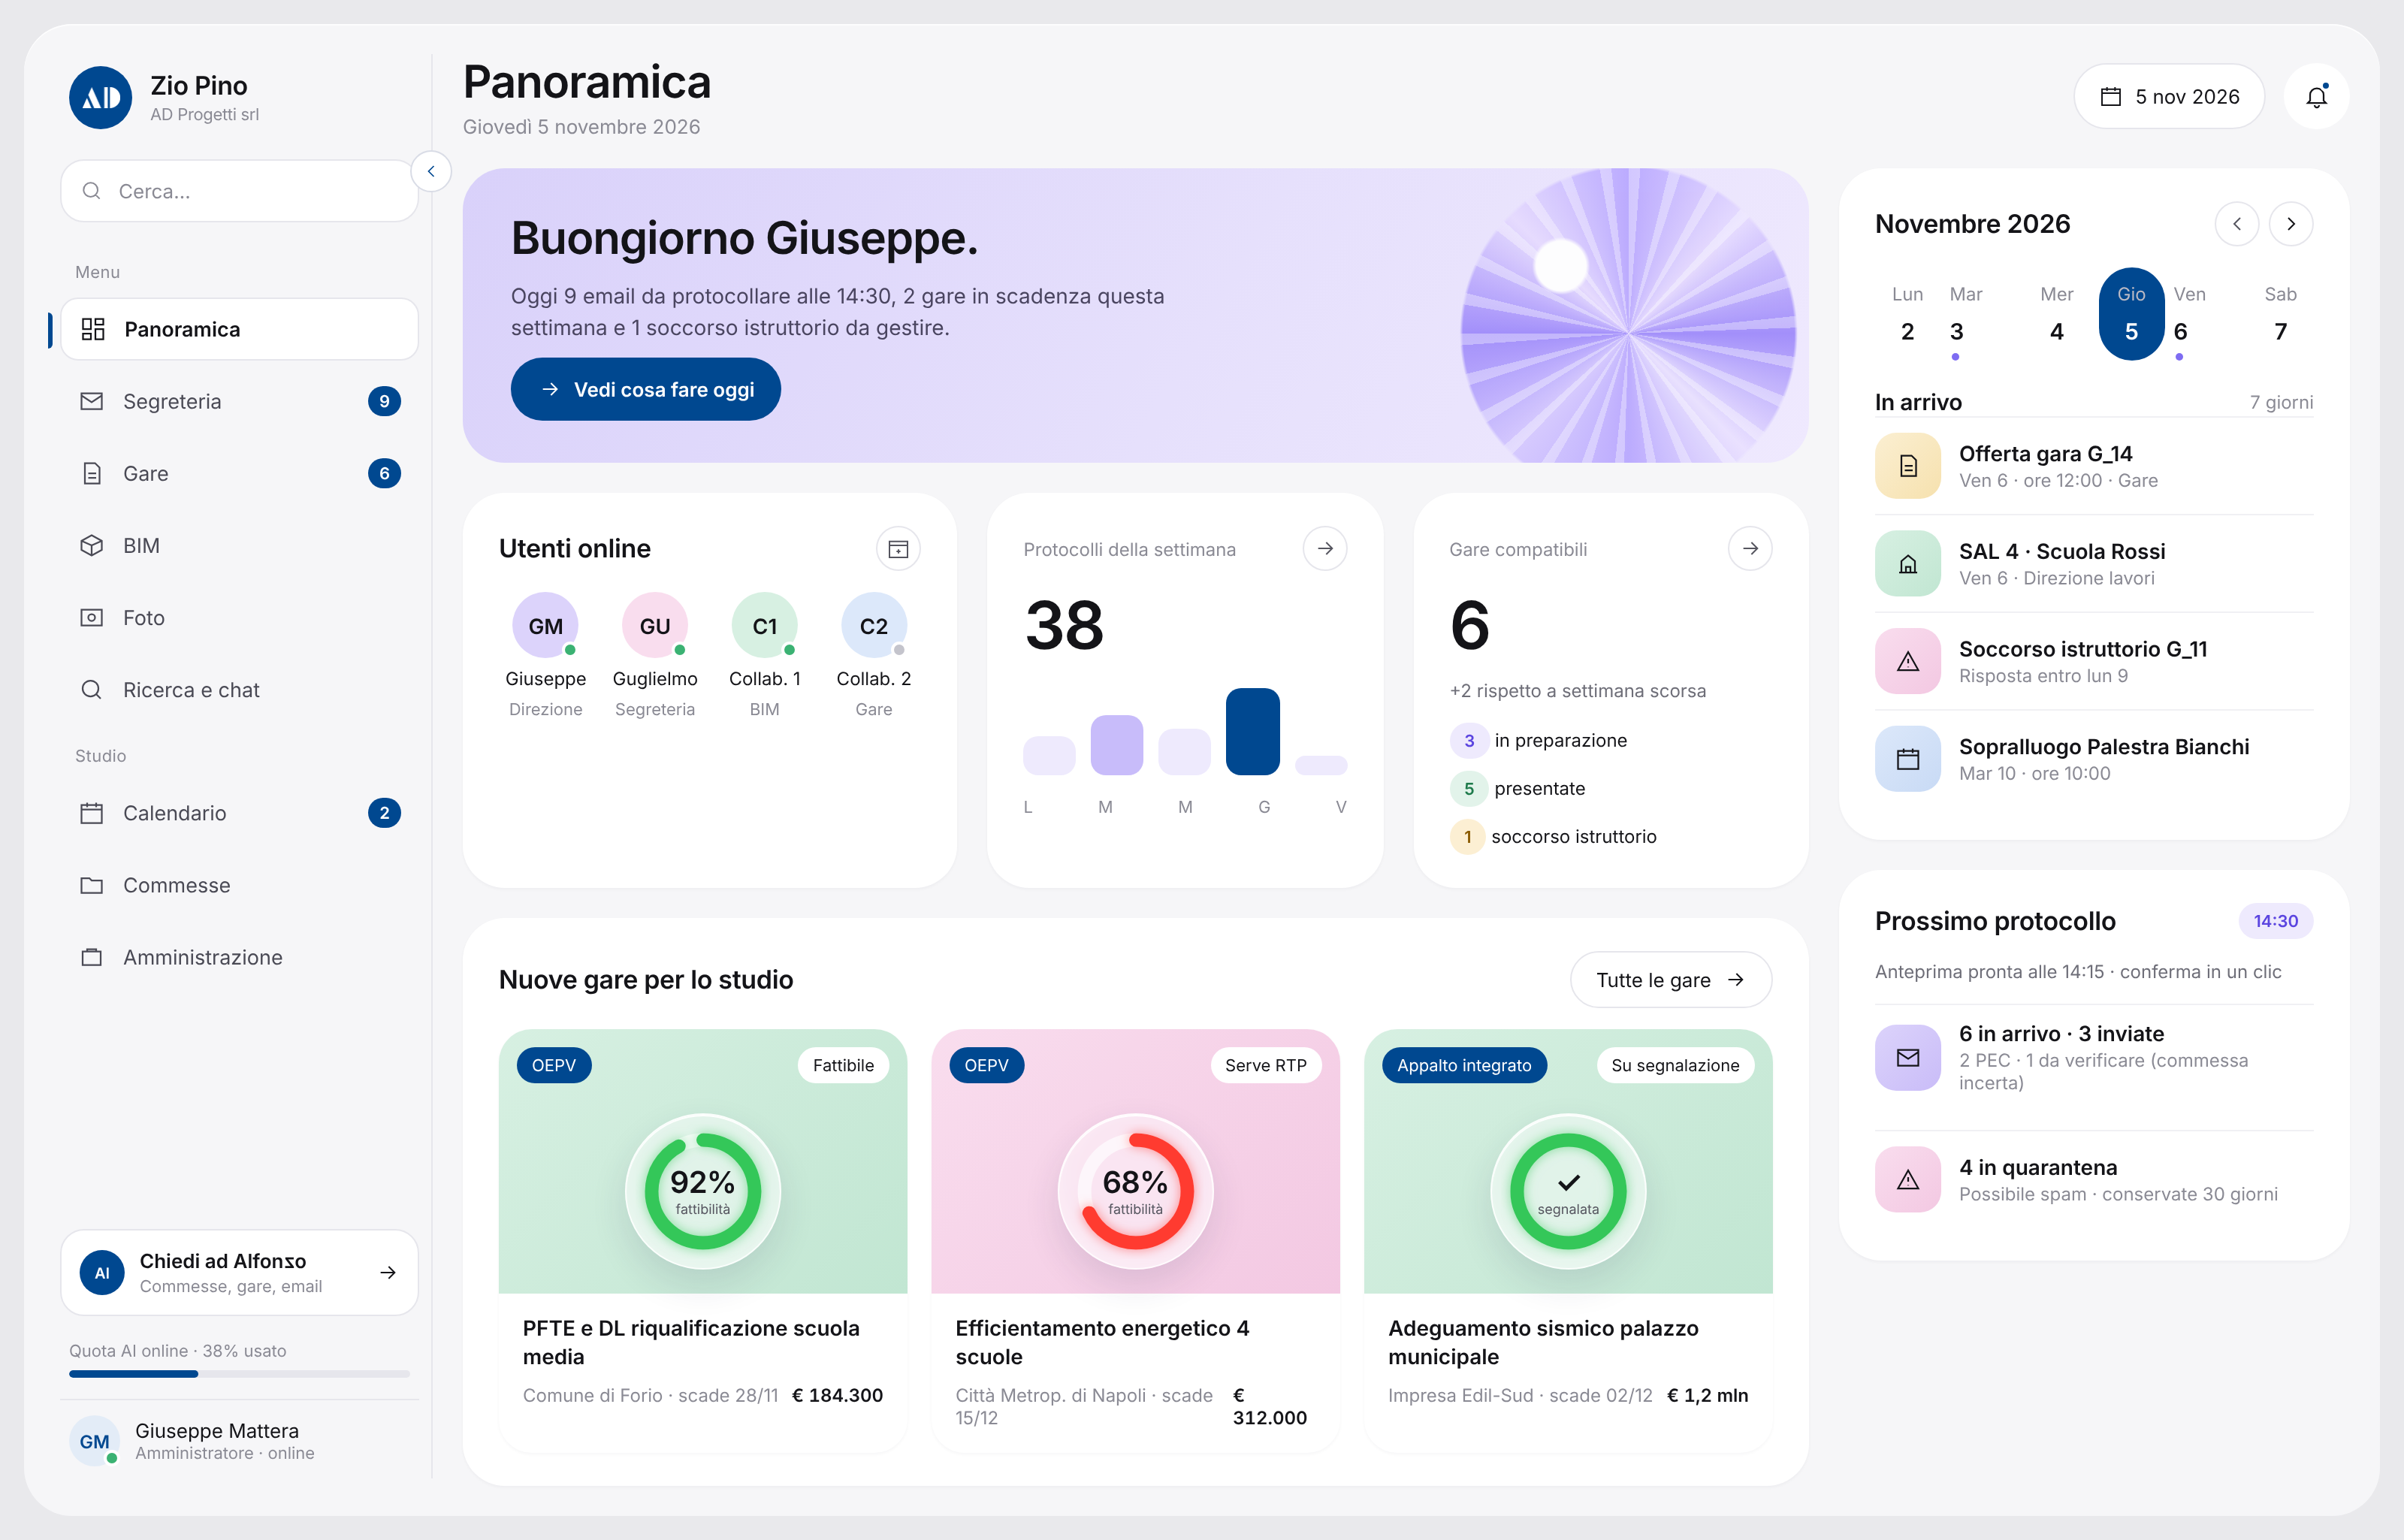 AD
Zio Pino
AD Progetti srl
Cerca...
Menu
Panoramica
Segreteria
9
Gare
6
BIM
Foto
Ricerca e chat
Studio
Calendario
2
Commesse
Amministrazione
AI
Chiedi ad Alfonzo
Commesse, gare, email
Quota AI online · 38% usato
GM
Giuseppe Mattera
Amministratore · online
Panoramica
Giovedì 5 novembre 2026
5 nov 2026
Buongiorno Giuseppe.
Oggi 9 email da protocollare alle 14:30, 2 gare in scadenza questa
settimana e 1 soccorso istruttorio da gestire.
Vedi cosa fare oggi
Utenti online
GM
GU
C1
C2
Giuseppe
Guglielmo
Collab. 1
Collab. 2
Direzione
Segreteria
BIM
Gare
Protocolli della settimana
38
L
M
M
G
V
Gare compatibili
6
+2 rispetto a settimana scorsa
3 in preparazione
5 presentate
1 soccorso istruttorio
Nuove gare per lo studio
Tutte le gare
OEPV
Fattibile
92%
fattibilità
PFTE e DL riqualificazione scuola
media
Comune di Forio · scade 28/11
€ 184.300
OEPV
Serve RTP
68%
fattibilità
Efficientamento energetico 4
scuole
Città Metrop. di Napoli · scade
15/12
€
312.000
Appalto integrato
Su segnalazione
segnalata
Adeguamento sismico palazzo
municipale
Impresa Edil-Sud · scade 02/12
€ 1,2 mln
Novembre 2026
Lun
Mar
Mer
Gio
Ven
Sab
2
3
4
5
6
7
In arrivo
7 giorni
Offerta gara G_14
Ven 6 · ore 12:00 · Gare
SAL 4 · Scuola Rossi
Ven 6 · Direzione lavori
Soccorso istruttorio G_11
Risposta entro lun 9
Sopralluogo Palestra Bianchi
Mar 10 · ore 10:00
Prossimo protocollo
14:30
Anteprima pronta alle 14:15 · conferma in un clic
6 in arrivo · 3 inviate
2 PEC · 1 da verificare (commessa
incerta)
4 in quarantena
Possibile spam · conservate 30 giorni